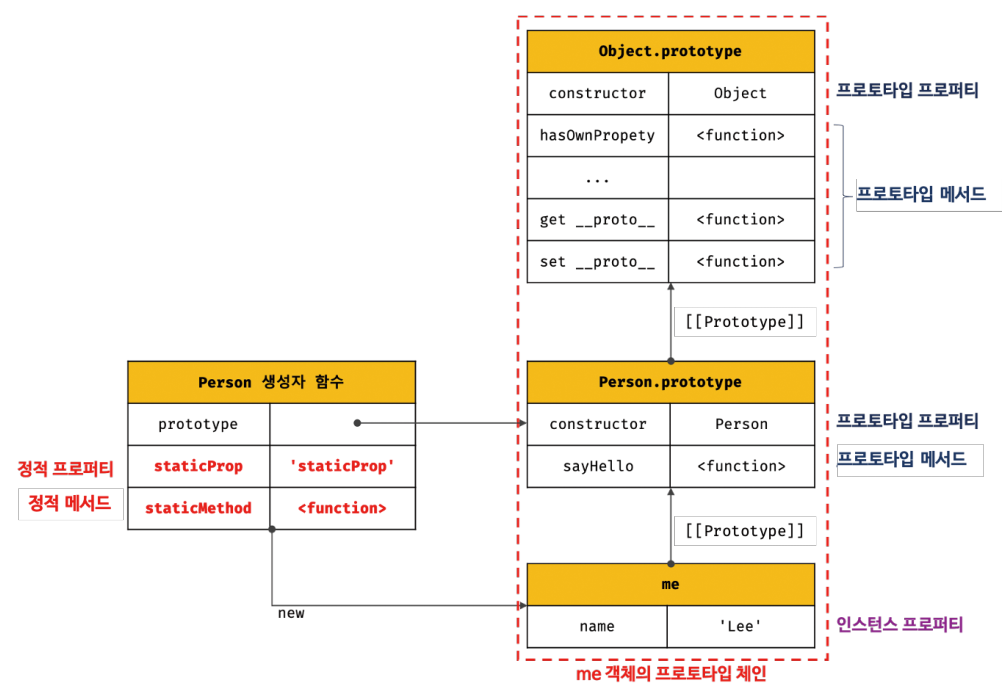 Object.prototype
constructor Object
프로토타입 프로퍼티
hasOwnPropety <function>
...
프로토타입 메서드
get __proto__ <function>
set __proto__ <function>
[[Prototype]]
Person 생성자 함수
prototype
정적 프로퍼티
staticProp 'staticProp'
정적 메서드
staticMethod <function>
Person.prototype
constructor Person
프로토타입 프로퍼티
sayHello <function>
프로토타입 메서드
[[Prototype]]
new
me
name 'Lee'
인스턴스 프로퍼티
me 객체의 프로토타입 체인